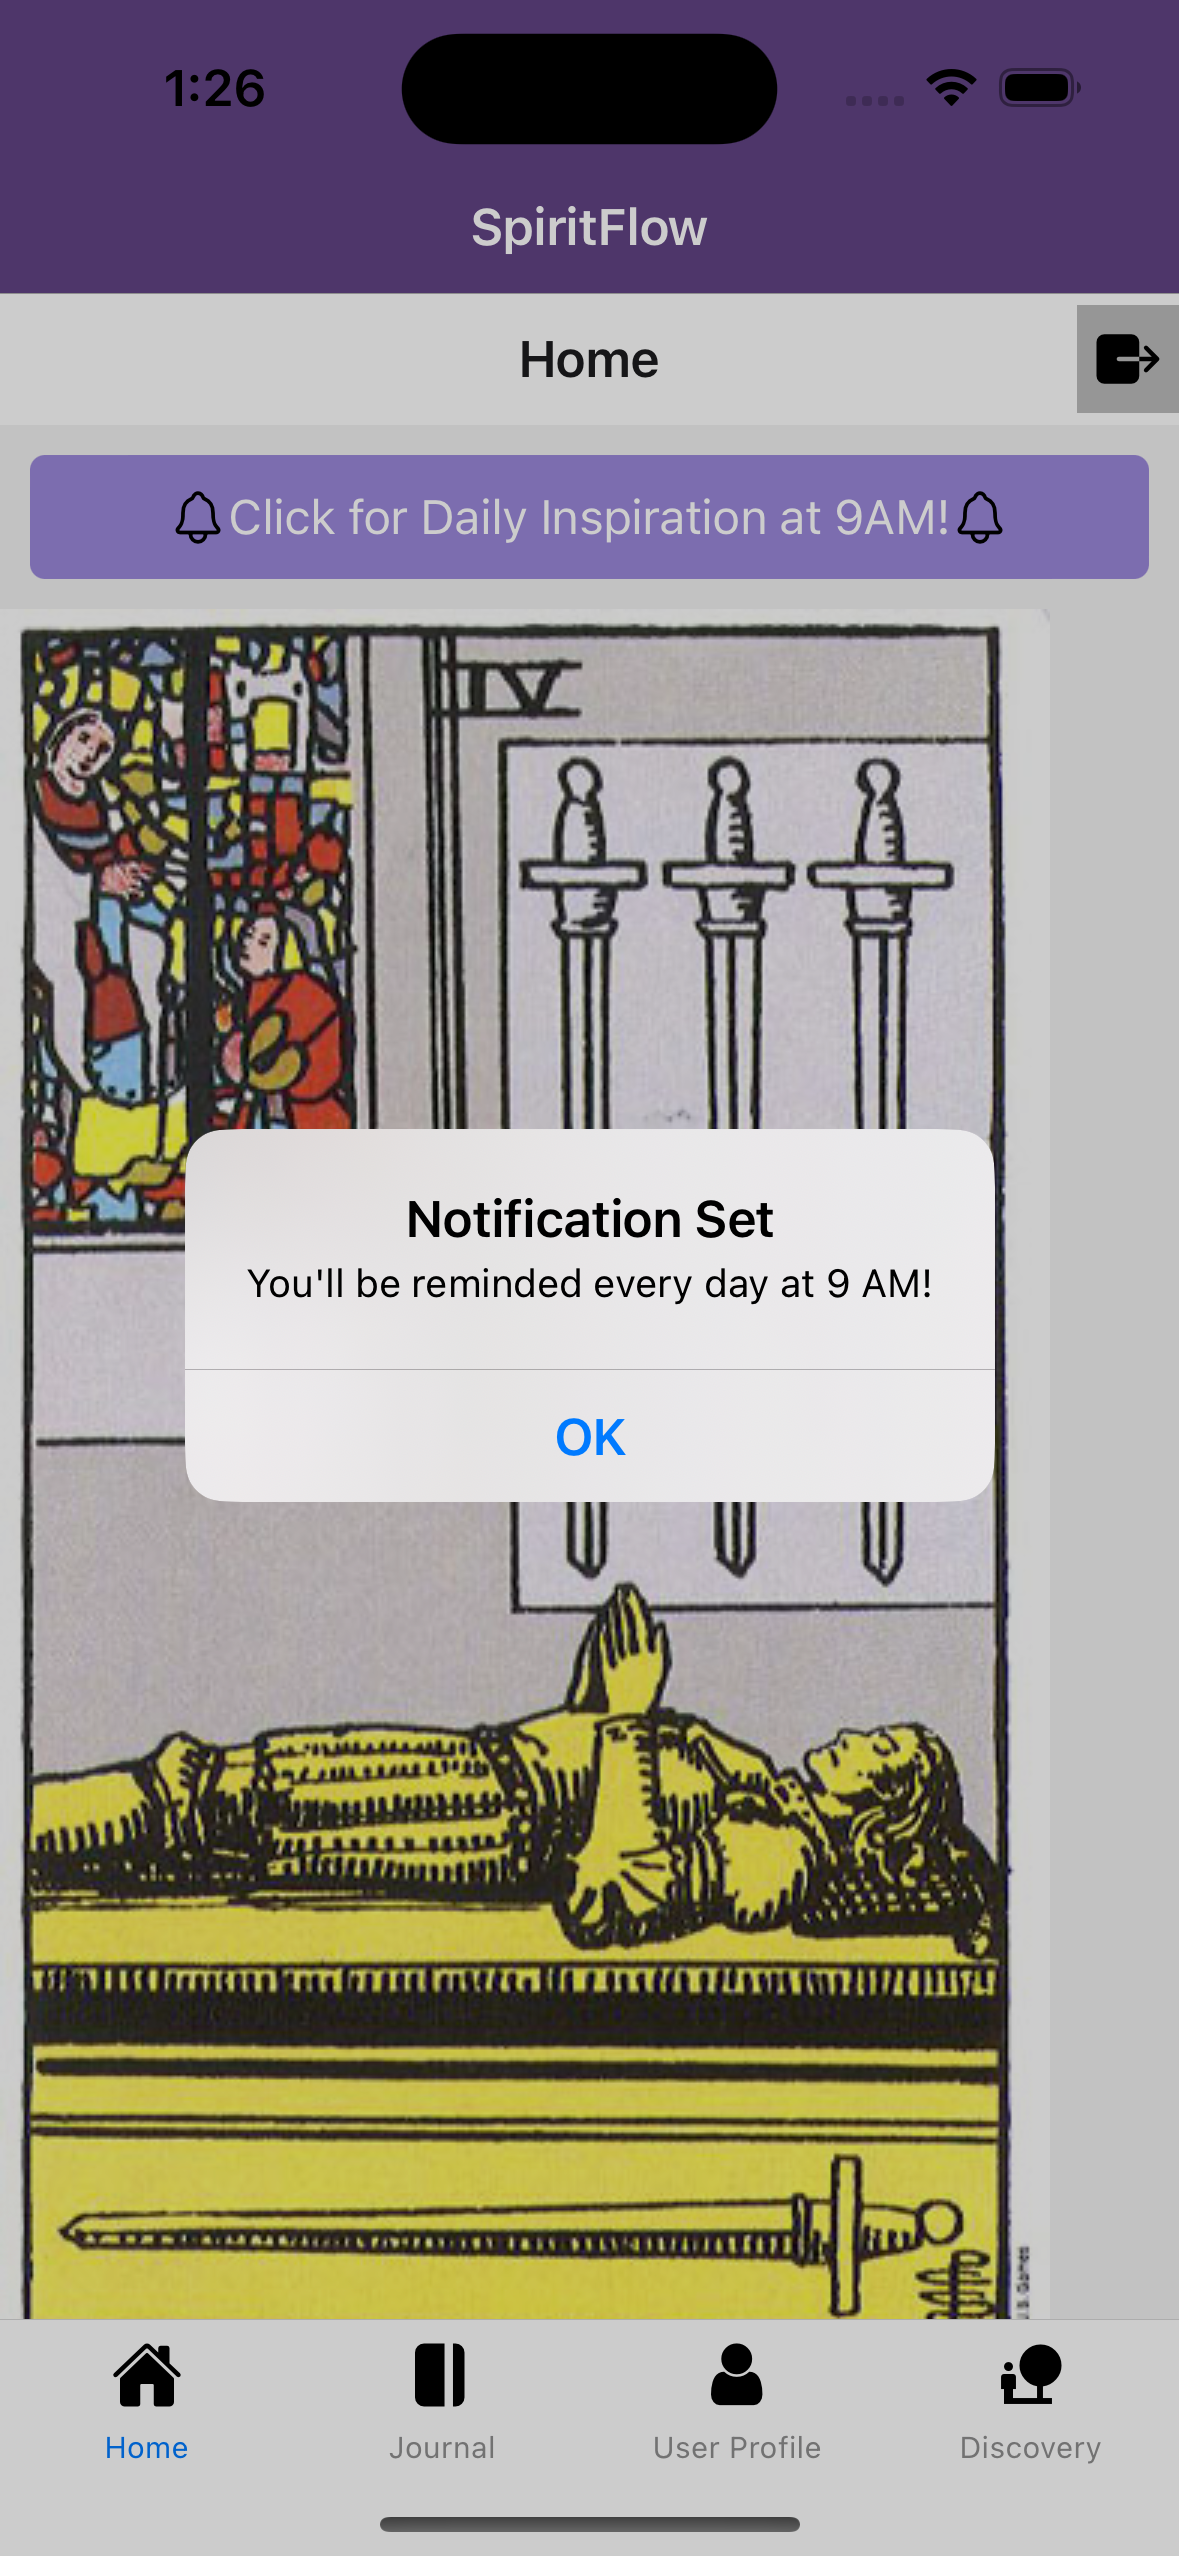 1:26
SpiritFlow
Home
Click for Daily Inspiration at 9AM!
IV
Notification Set
You'll be reminded every day at 9 AM!
OK
U.S. Games
Home
Journal
User Profile
Discovery